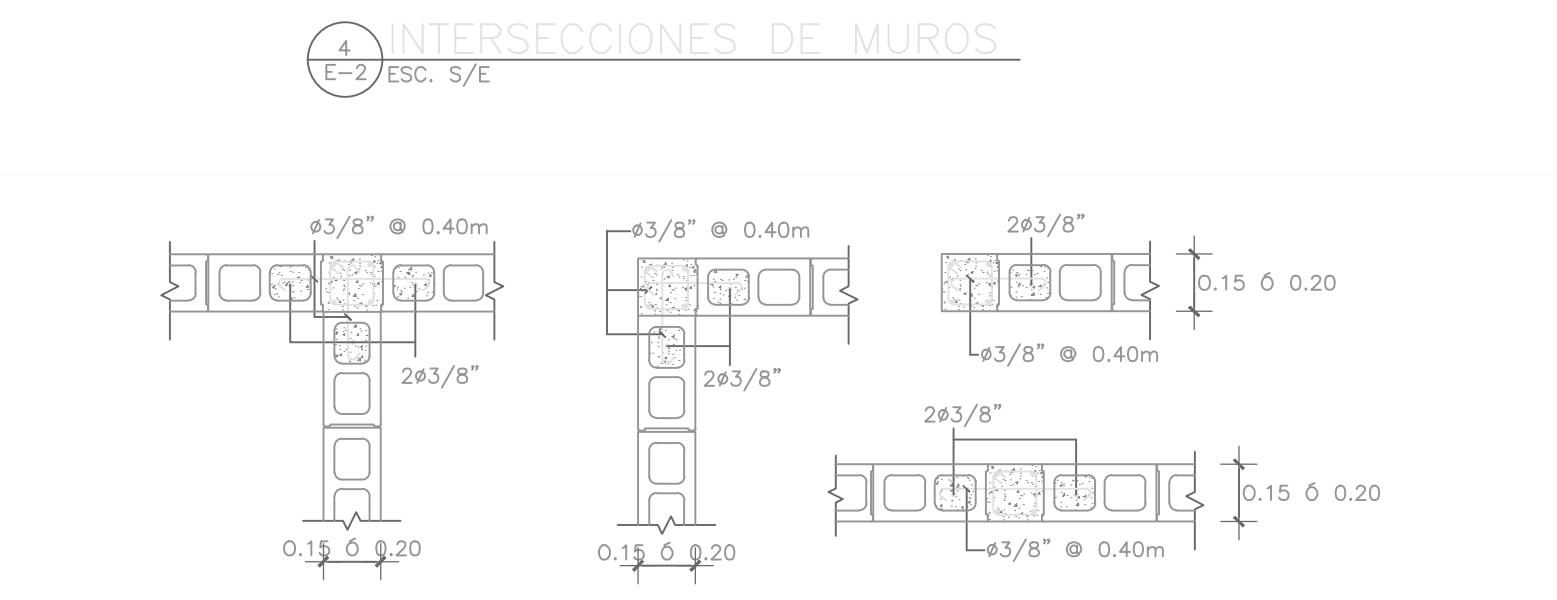 4
E-2
INTERSECCIONES DE MUROS
ESC. S/E
ø3/8” @ 0.40m
2ø3/8”
0.15 Ó 0.20
ø3/8” @ 0.40m
2ø3/8”
0.15 Ó 0.20
2ø3/8”
0.15 Ó 0.20
ø3/8” @ 0.40m
2ø3/8”
0.15 Ó 0.20
ø3/8” @ 0.40m